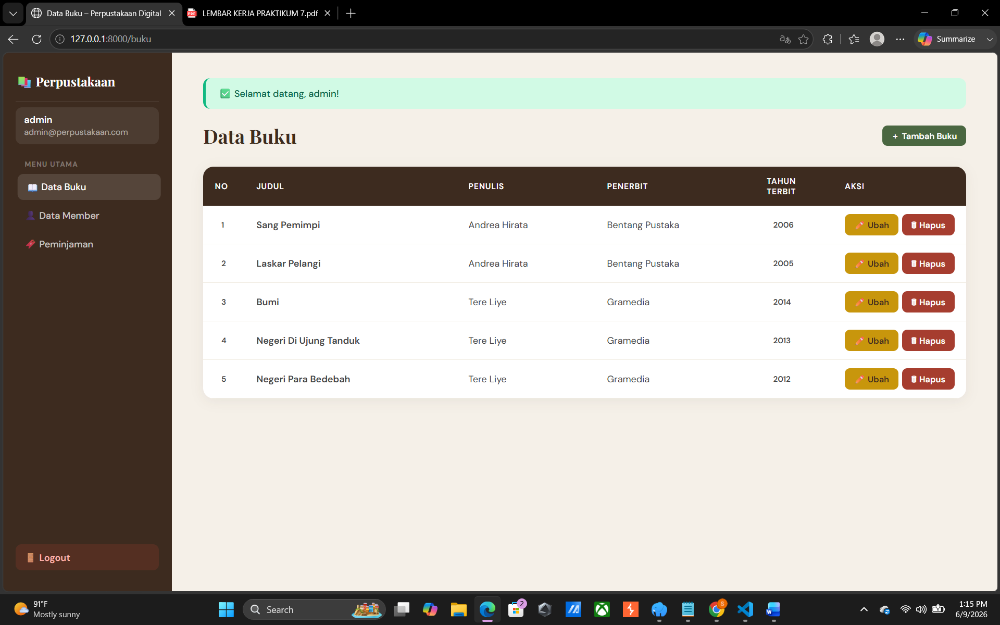 Data Buku – Perpustakaan Digital
LEMBAR KERJA PRAKTIKUM 7.pdf
127.0.0.1:8000/buku
Summarize
Perpustakaan
admin
admin@perpustakaan.com
MENU UTAMA
Data Buku
Data Member
Peminjaman
Logout
Selamat datang, admin!
Data Buku
+ Tambah Buku
NO JUDUL PENULIS PENERBIT TAHUN TERBIT AKSI
1 Sang Pemimpi Andrea Hirata Bentang Pustaka 2006 Ubah Hapus
2 Laskar Pelangi Andrea Hirata Bentang Pustaka 2005 Ubah Hapus
3 Bumi Tere Liye Gramedia 2014 Ubah Hapus
4 Negeri Di Ujung Tanduk Tere Liye Gramedia 2013 Ubah Hapus
5 Negeri Para Bedebah Tere Liye Gramedia 2012 Ubah Hapus
91°F
Mostly sunny
Search
2
S
1:15 PM
6/9/2026